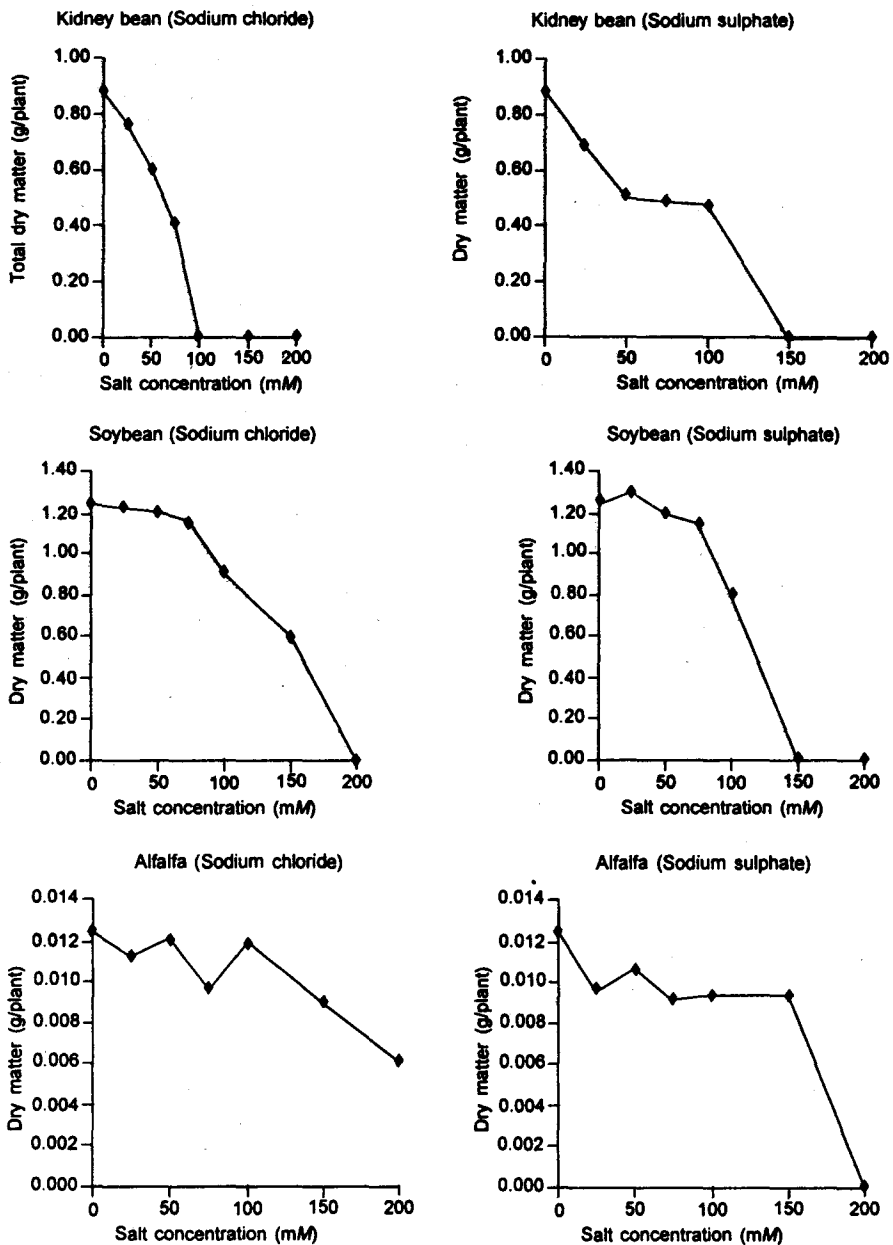 Kidney bean (Sodium chloride)
1.00
0.80
0.60
0.40
0.20
0.00
Total dry matter (g/plant)
0 50 100 150 200
Salt concentration (mM)
Kidney bean (Sodium sulphate)
1.00
0.80
0.60
0.40
0.20
0.00
Dry matter (g/plant)
0 50 100 150 200
Salt concentration (mM)
Soybean (Sodium chloride)
1.40
1.20
1.00
0.80
0.60
0.40
0.20
0.00
Dry matter (g/plant)
0 50 100 150 200
Salt concentration (mM)
Soybean (Sodium sulphate)
1.40
1.20
1.00
0.80
0.60
0.40
0.20
0.00
Dry matter (g/plant)
0 50 100 150 200
Salt concentration (mM)
Alfalfa (Sodium chloride)
0.014
0.012
0.010
0.008
0.006
0.004
0.002
0.000
Dry matter (g/plant)
0 50 100 150 200
Salt concentration (mM)
Alfalfa (Sodium sulphate)
0.014
0.012
0.010
0.008
0.006
0.004
0.002
0.000
Dry matter (g/plant)
0 50 100 150 200
Salt concentration (mM)